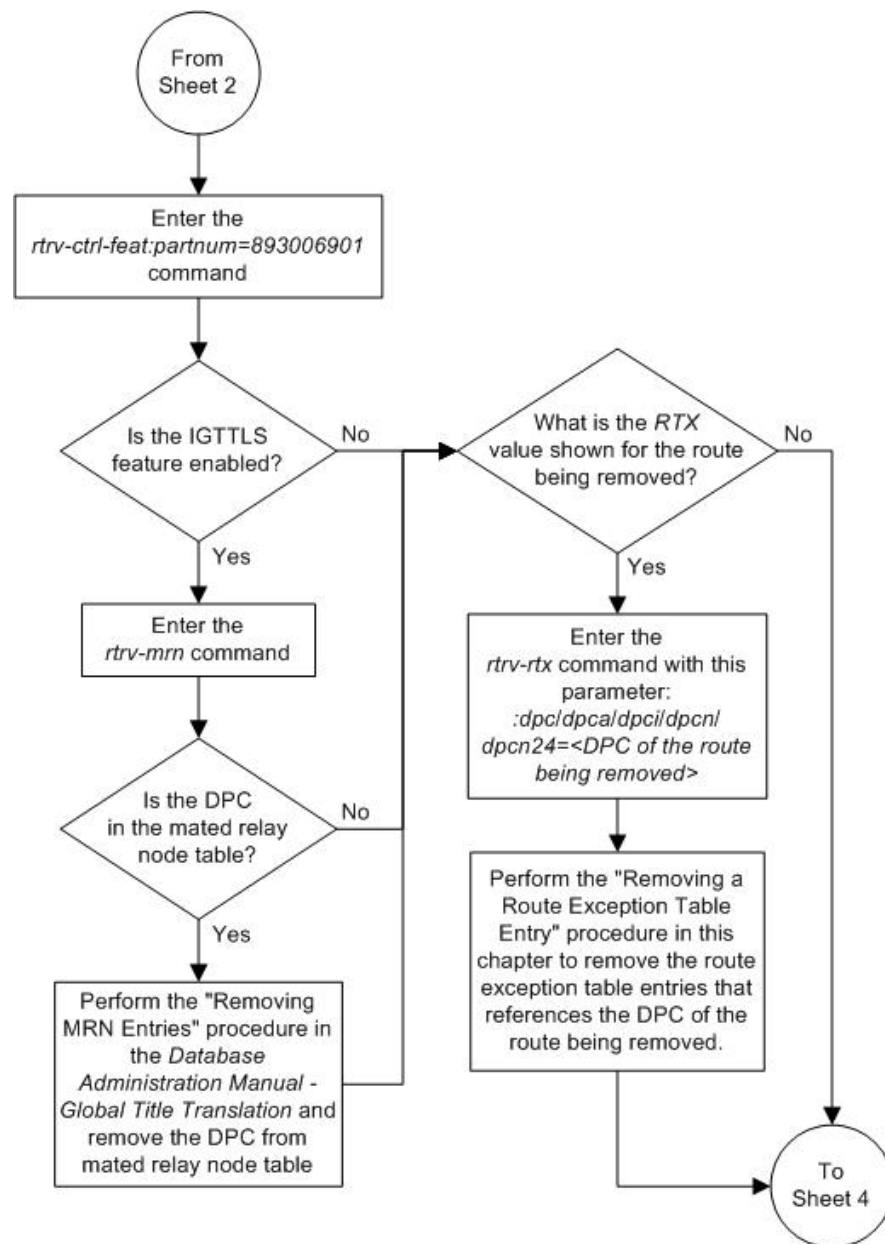 From
Sheet 2
Enter the
rtrv-ctrl-feat:partnum=893006901
command
Is the IGTTLS
feature enabled?
No
Yes
Enter the
rtrv-mrn command
Is the DPC
in the mated relay
node table?
No
Yes
Perform the "Removing
MRN Entries" procedure in
the Database
Administration Manual -
Global Title Translation and
remove the DPC from
mated relay node table
What is the RTX
value shown for the route
being removed?
No
Yes
Enter the
rtrv-rtx command with this
parameter:
:dpc/dpca/dpci/dpcn/
dpcn24=<DPC of the route
being removed>
Perform the "Removing a
Route Exception Table
Entry" procedure in this
chapter to remove the route
exception table entries that
references the DPC of the
route being removed.
To
Sheet 4